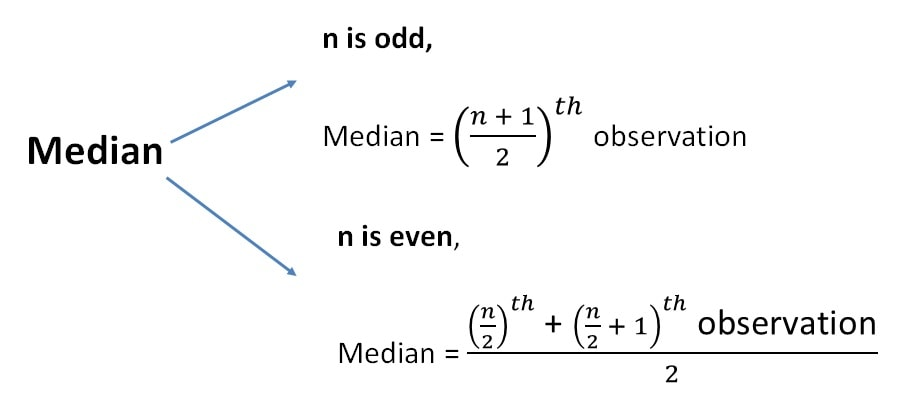 n is odd,
Median = ((n + 1)/2)^th observation
Median
n is even,
Median = ((n/2)^th + (n/2 + 1)^th observation)/2